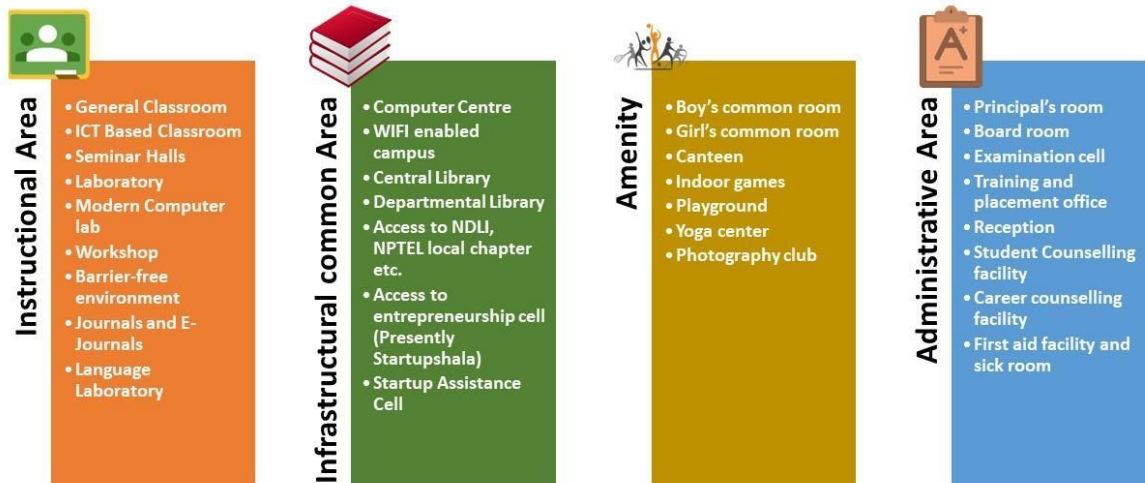 Instructional Area
• General Classroom
• ICT Based Classroom
• Seminar Halls
• Laboratory
• Modern Computer
lab
• Workshop
• Barrier-free
environment
• Journals and E-
Journals
• Language
Laboratory
Infrastructural common Area
• Computer Centre
• WIFI enabled
campus
• Central Library
• Departmental Library
• Access to NDLI,
NPTEL local chapter
etc.
• Access to
entrepreneurship cell
(Presently
Startupshala)
• Startup Assistance
Cell
Amenity
• Boy's common room
• Girl's common room
• Canteen
• Indoor games
• Playground
• Yoga center
• Photography club
A+
Administrative Area
• Principal's room
• Board room
• Examination cell
• Training and
placement office
• Reception
• Student Counselling
facility
• Career counselling
facility
• First aid facility and
sick room